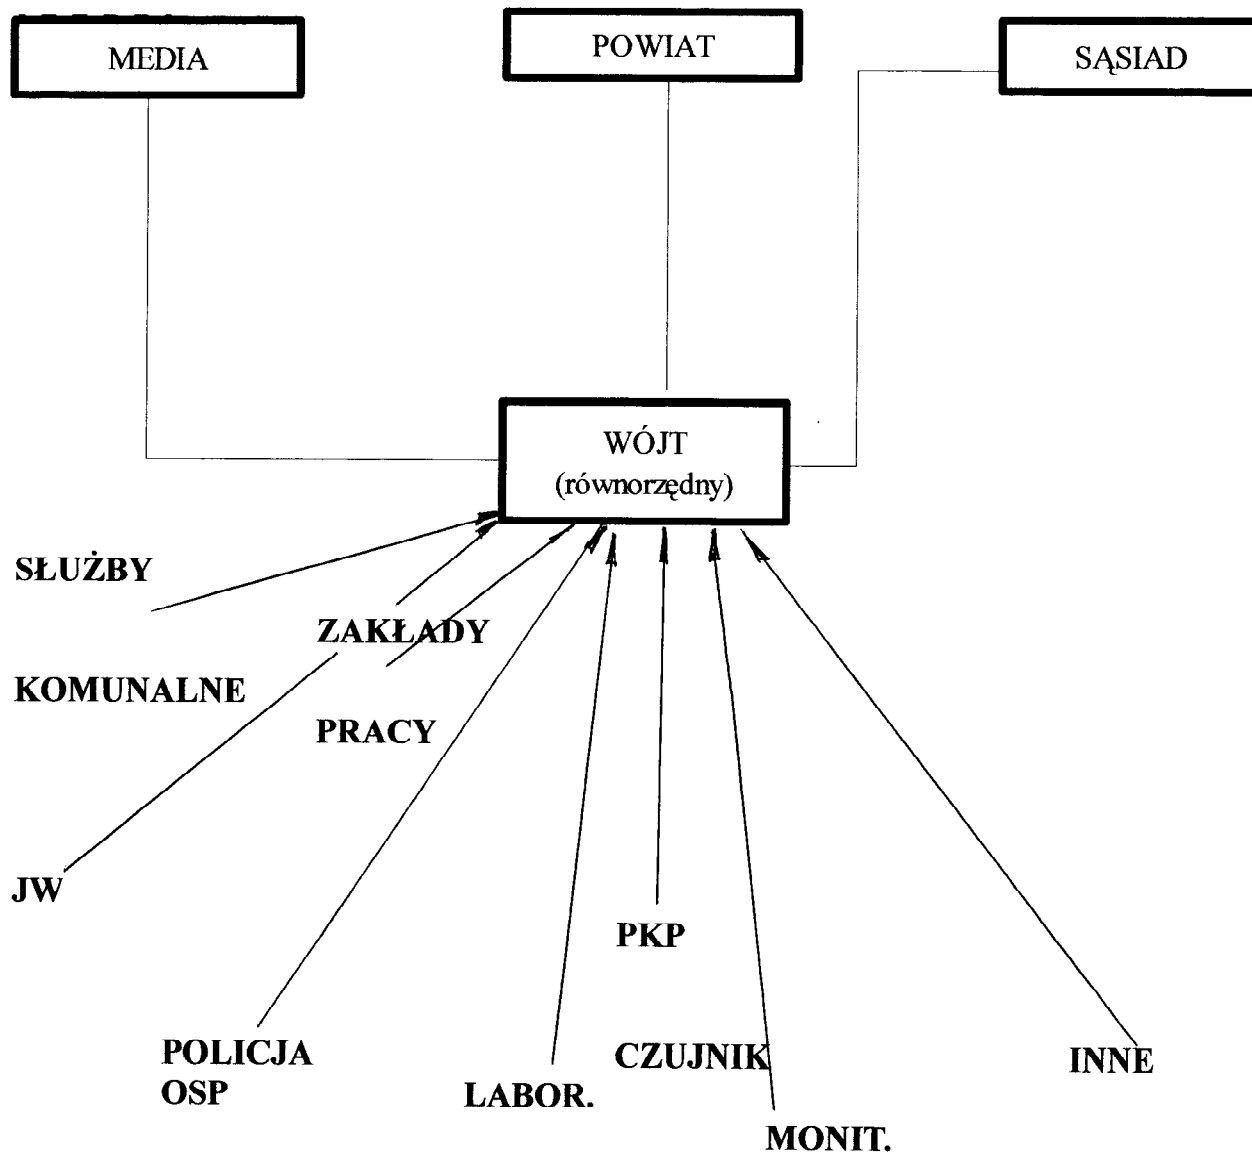 MEDIA
POWIAT
SĄSIAD
WÓJT
(równorzędny)
SŁUŻBY
KOMUNALNE
ZAKŁADY
PRACY
JW
POLICJA
OSP
LABOR.
PKP
CZUJNIK
MONIT.
INNE